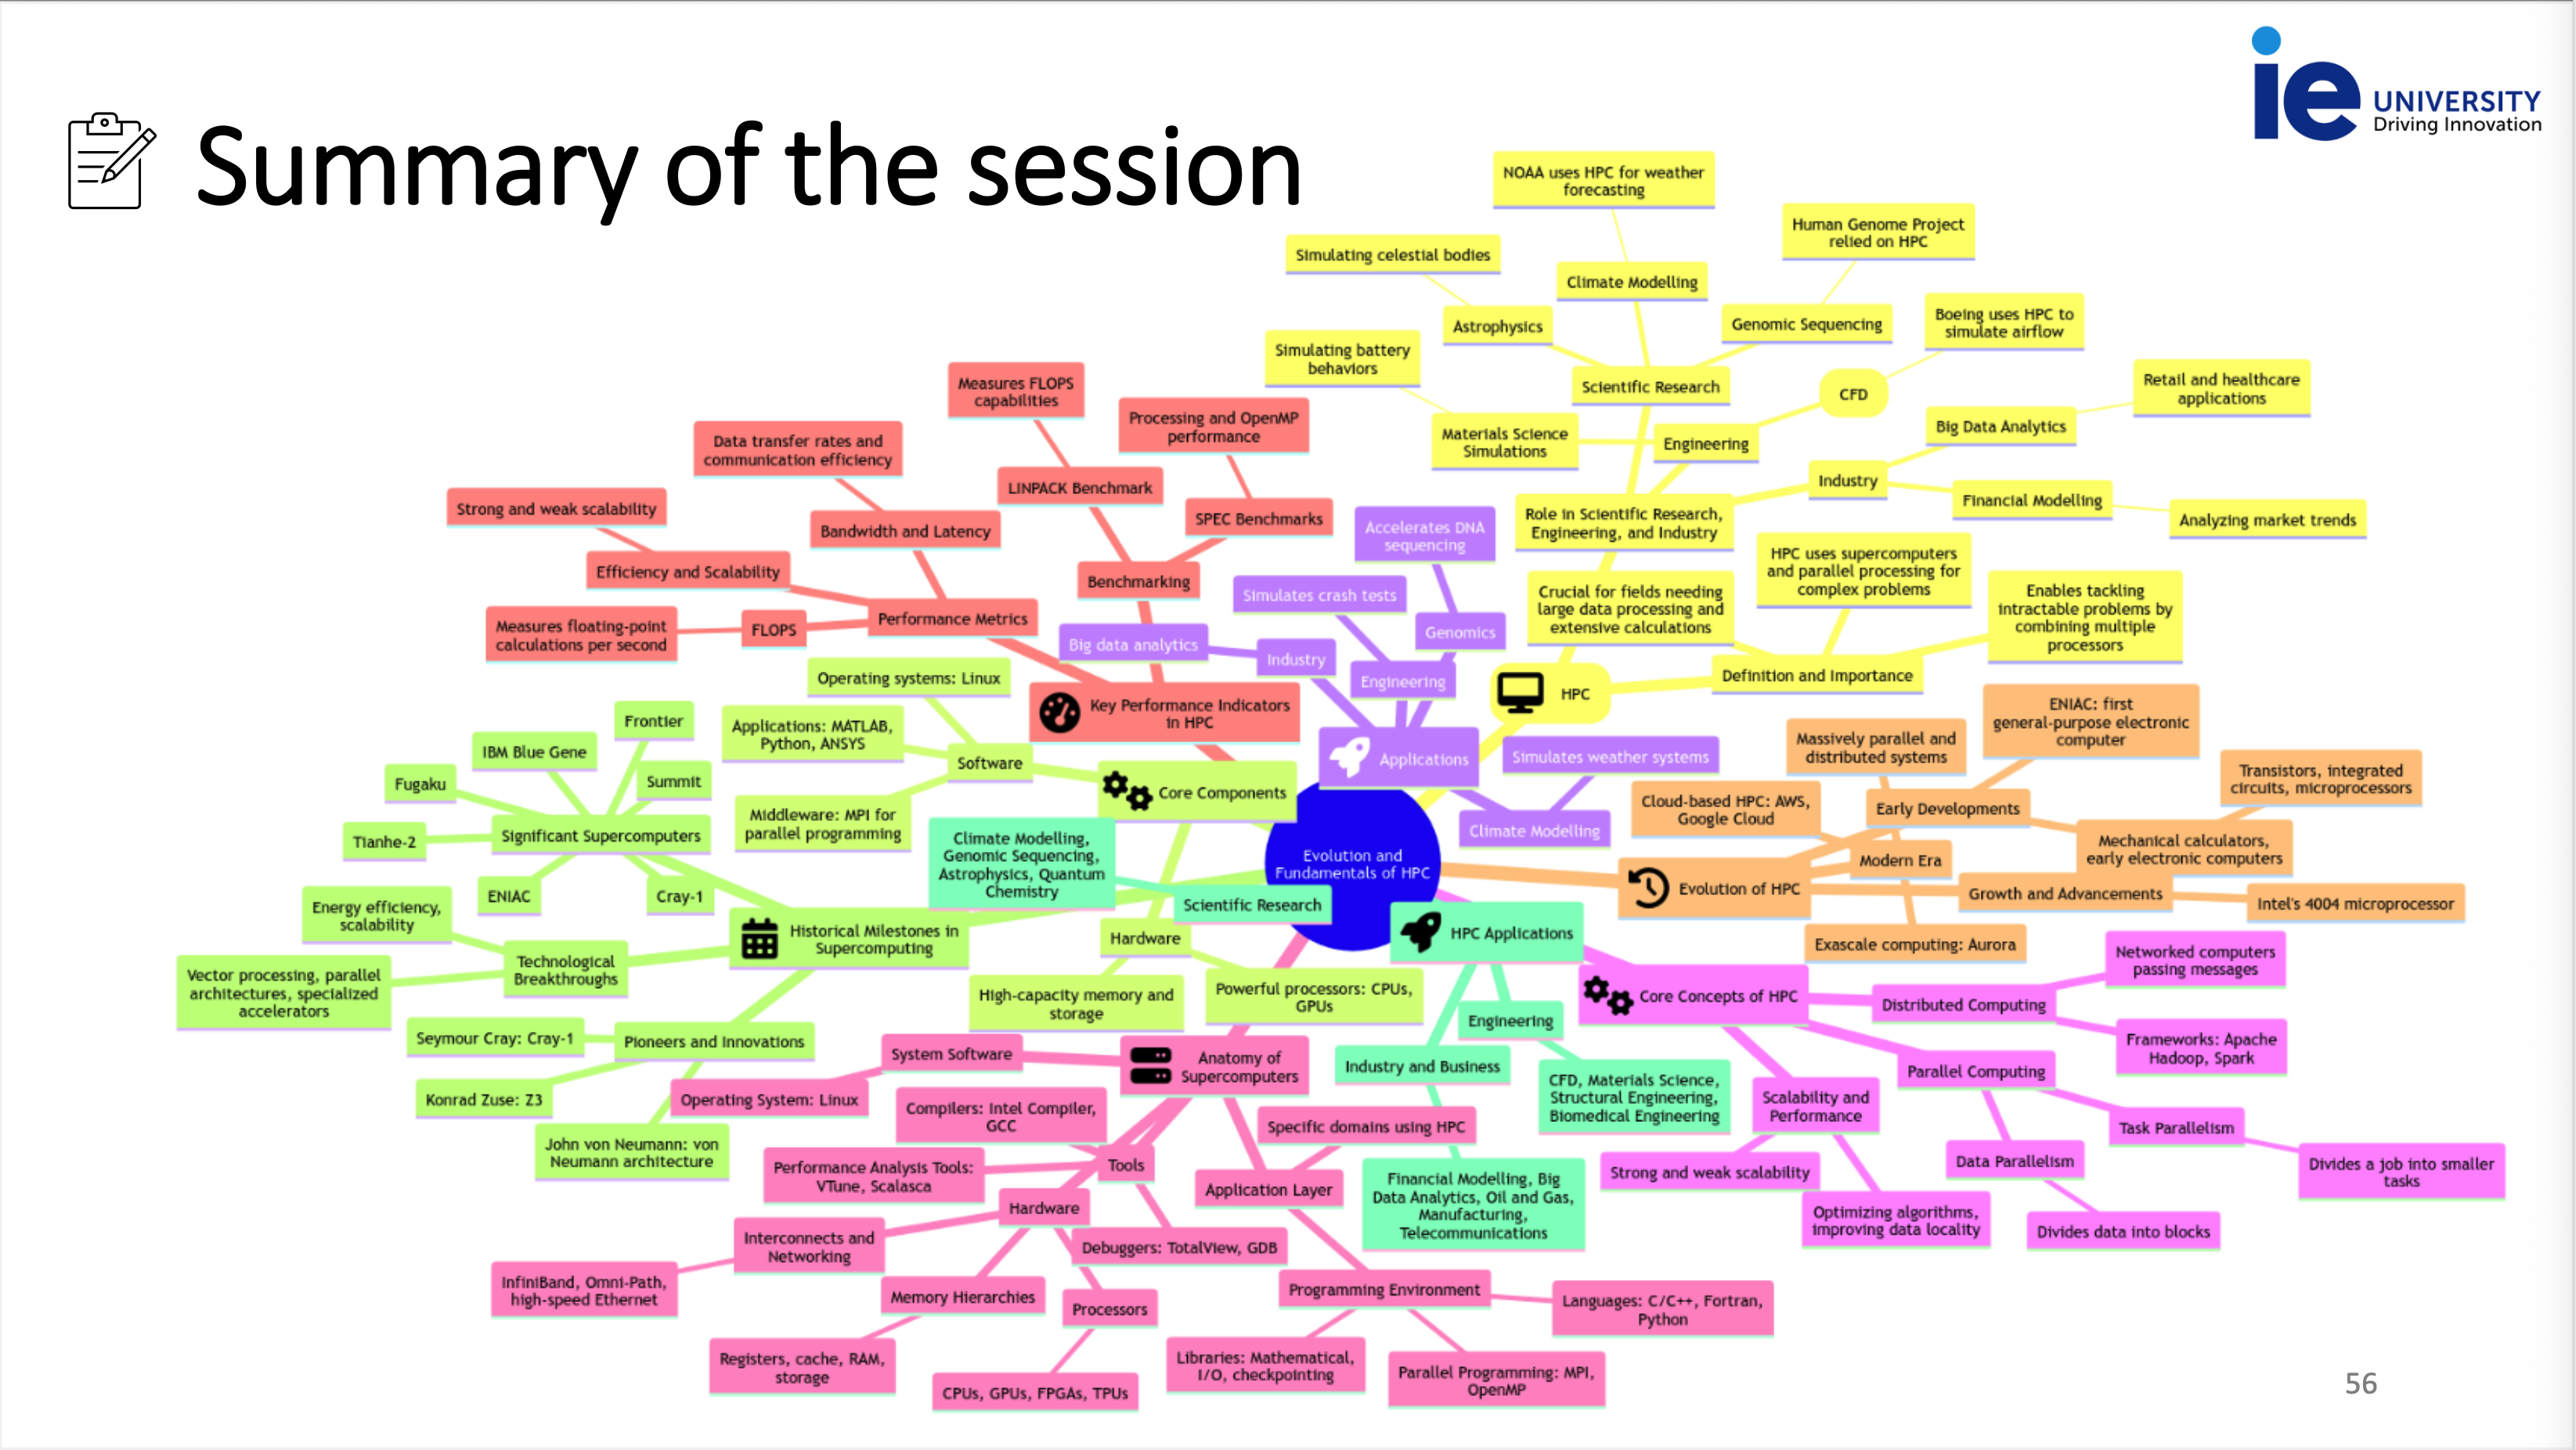 ie
UNIVERSITY
Driving Innovation
Summary of the session
NOAA uses HPC for weather
forecasting
Human Genome Project
relied on HPC
Simulating celestial bodies
Climate Modelling
Astrophysics
Genomic Sequencing
Boeing uses HPC to
simulate airflow
Simulating battery
behaviors
Scientific Research
CFD
Retail and healthcare
applications
Materials Science
Simulations
Engineering
Big Data Analytics
Industry
Financial Modelling
Analyzing market trends
Role in Scientific Research,
Engineering, and Industry
HPC uses supercomputers
and parallel processing for
complex problems
Crucial for fields needing
large data processing and
extensive calculations
Enables tackling
intractable problems by
combining multiple
processors
Definition and Importance
HPC
Measures FLOPS
capabilities
Processing and OpenMP
performance
Data transfer rates and
communication efficiency
LINPACK Benchmark
Strong and weak scalability
Bandwidth and Latency
SPEC Benchmarks
Efficiency and Scalability
Benchmarking
Measures floating-point
calculations per second
FLOPS
Performance Metrics
Key Performance Indicators
in HPC
Accelerates DNA
sequencing
Simulates crash tests
Genomics
Big data analytics
Industry
Engineering
Applications
Simulates weather systems
Climate Modelling
Operating systems: Linux
Applications: MATLAB,
Python, ANSYS
Software
Core Components
Middleware: MPI for
parallel programming
Hardware
High-capacity memory and
storage
Powerful processors: CPUs,
GPUs
Frontier
IBM Blue Gene
Summit
Fugaku
Significant Supercomputers
Tianhe-2
ENIAC
Cray-1
Energy efficiency,
scalability
Historical Milestones in
Supercomputing
Technological
Breakthroughs
Vector processing, parallel
architectures, specialized
accelerators
Seymour Cray: Cray-1
Pioneers and Innovations
Konrad Zuse: Z3
John von Neumann: von
Neumann architecture
Evolution and
Fundamentals of HPC
Climate Modelling,
Genomic Sequencing,
Astrophysics, Quantum
Chemistry
Scientific Research
HPC Applications
Engineering
Industry and Business
CFD, Materials Science,
Structural Engineering,
Biomedical Engineering
Financial Modelling, Big
Data Analytics, Oil and Gas,
Manufacturing,
Telecommunications
ENIAC: first
general-purpose electronic
computer
Massively parallel and
distributed systems
Transistors, integrated
circuits, microprocessors
Cloud-based HPC: AWS,
Google Cloud
Early Developments
Mechanical calculators,
early electronic computers
Modern Era
Evolution of HPC
Growth and Advancements
Intel's 4004 microprocessor
Exascale computing: Aurora
Networked computers
passing messages
Core Concepts of HPC
Distributed Computing
Frameworks: Apache
Hadoop, Spark
Parallel Computing
Scalability and
Performance
Task Parallelism
Data Parallelism
Strong and weak scalability
Divides a job into smaller
tasks
Optimizing algorithms,
improving data locality
Divides data into blocks
System Software
Anatomy of
Supercomputers
Operating System: Linux
Compilers: Intel Compiler,
GCC
Specific domains using HPC
Performance Analysis Tools:
VTune, Scalasca
Tools
Application Layer
Hardware
Interconnects and
Networking
Debuggers: TotalView, GDB
InfiniBand, Omni-Path,
high-speed Ethernet
Memory Hierarchies
Processors
Programming Environment
Languages: C/C++, Fortran,
Python
Registers, cache, RAM,
storage
CPUs, GPUs, FPGAs, TPUs
Libraries: Mathematical,
I/O, checkpointing
Parallel Programming: MPI,
OpenMP
56